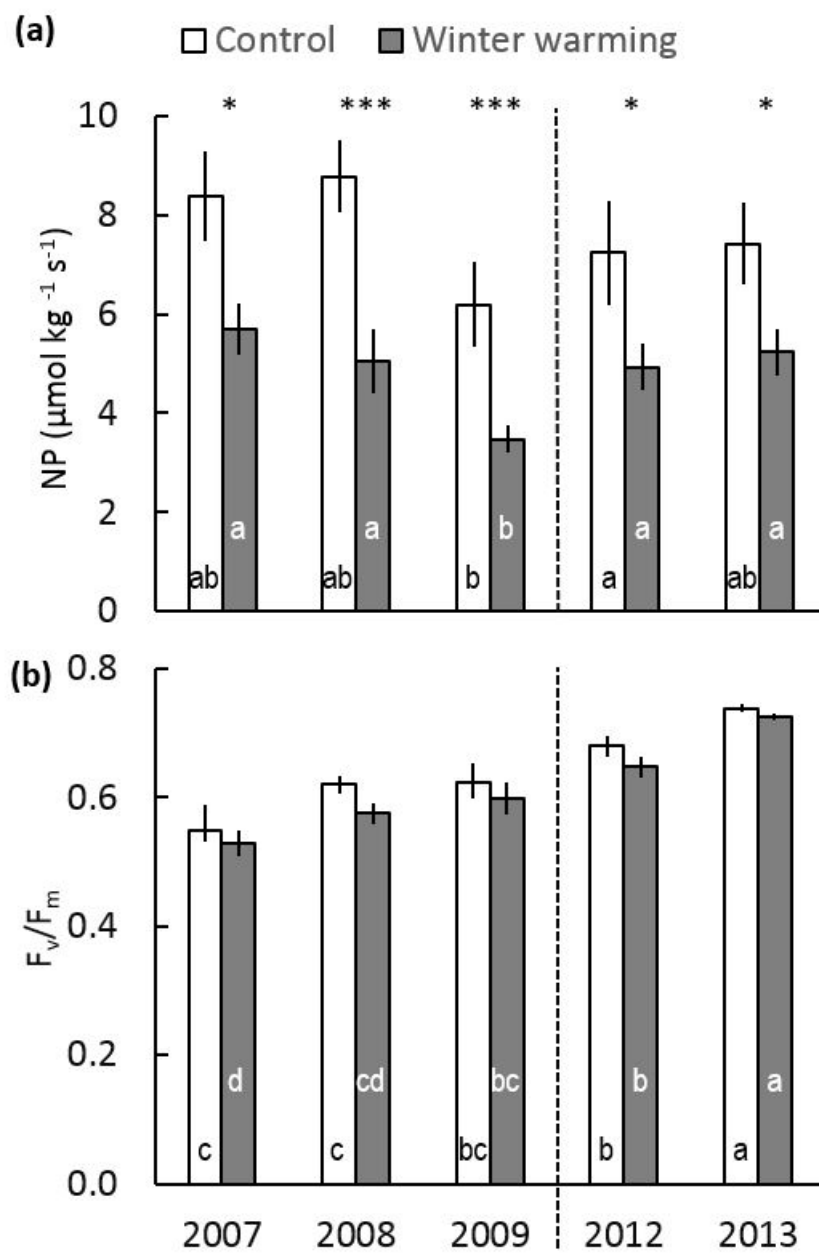 (a)
Control Winter warming
* *** *** * *
10
8
6
4
2
0
NP (µmol kg ⁻¹ s⁻¹)
a a b a a
ab ab b a ab
(b)
0.8
0.6
0.4
0.2
0.0
Fᵥ/Fₘ
d cd bc b a
c c bc b a
2007 2008 2009 2012 2013